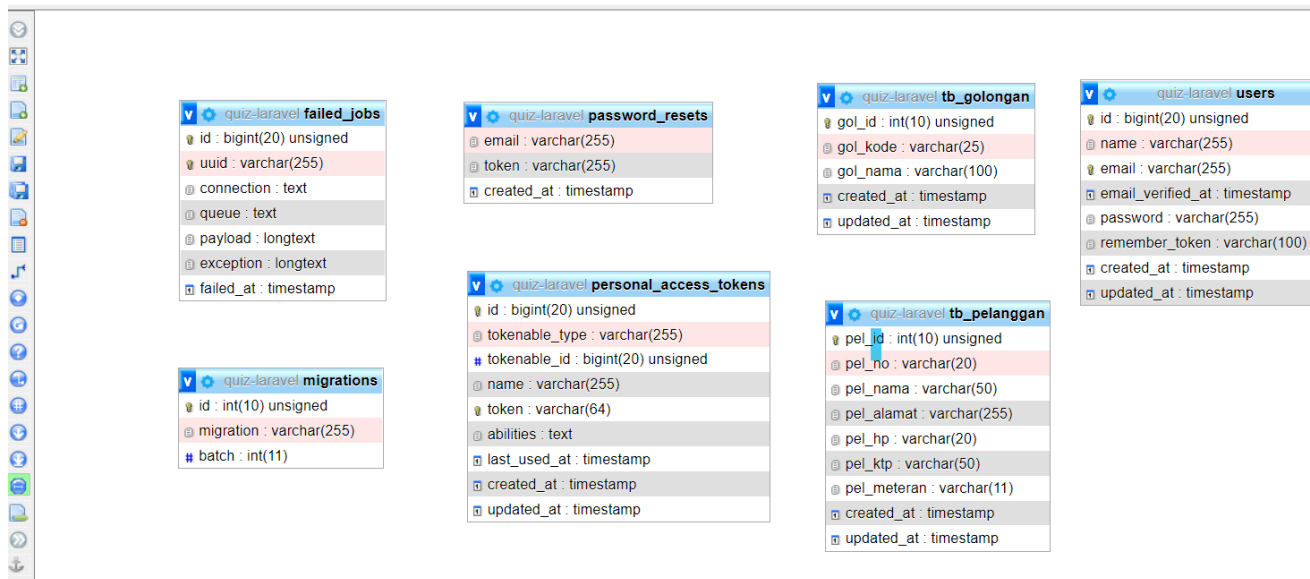 quiz-laravel failed_jobs
id : bigint(20) unsigned
uuid : varchar(255)
connection : text
queue : text
payload : longtext
exception : longtext
failed_at : timestamp
quiz-laravel migrations
id : int(10) unsigned
migration : varchar(255)
batch : int(11)
quiz-laravel password_resets
email : varchar(255)
token : varchar(255)
created_at : timestamp
quiz-laravel personal_access_tokens
id : bigint(20) unsigned
tokenable_type : varchar(255)
tokenable_id : bigint(20) unsigned
name : varchar(255)
token : varchar(64)
abilities : text
last_used_at : timestamp
created_at : timestamp
updated_at : timestamp
quiz-laravel tb_golongan
gol_id : int(10) unsigned
gol_kode : varchar(25)
gol_nama : varchar(100)
created_at : timestamp
updated_at : timestamp
quiz-laravel tb_pelanggan
pel_id : int(10) unsigned
pel_no : varchar(20)
pel_nama : varchar(50)
pel_alamat : varchar(255)
pel_hp : varchar(20)
pel_ktp : varchar(50)
pel_meteran : varchar(11)
created_at : timestamp
updated_at : timestamp
quiz-laravel users
id : bigint(20) unsigned
name : varchar(255)
email : varchar(255)
email_verified_at : timestamp
password : varchar(255)
remember_token : varchar(100)
created_at : timestamp
updated_at : timestamp